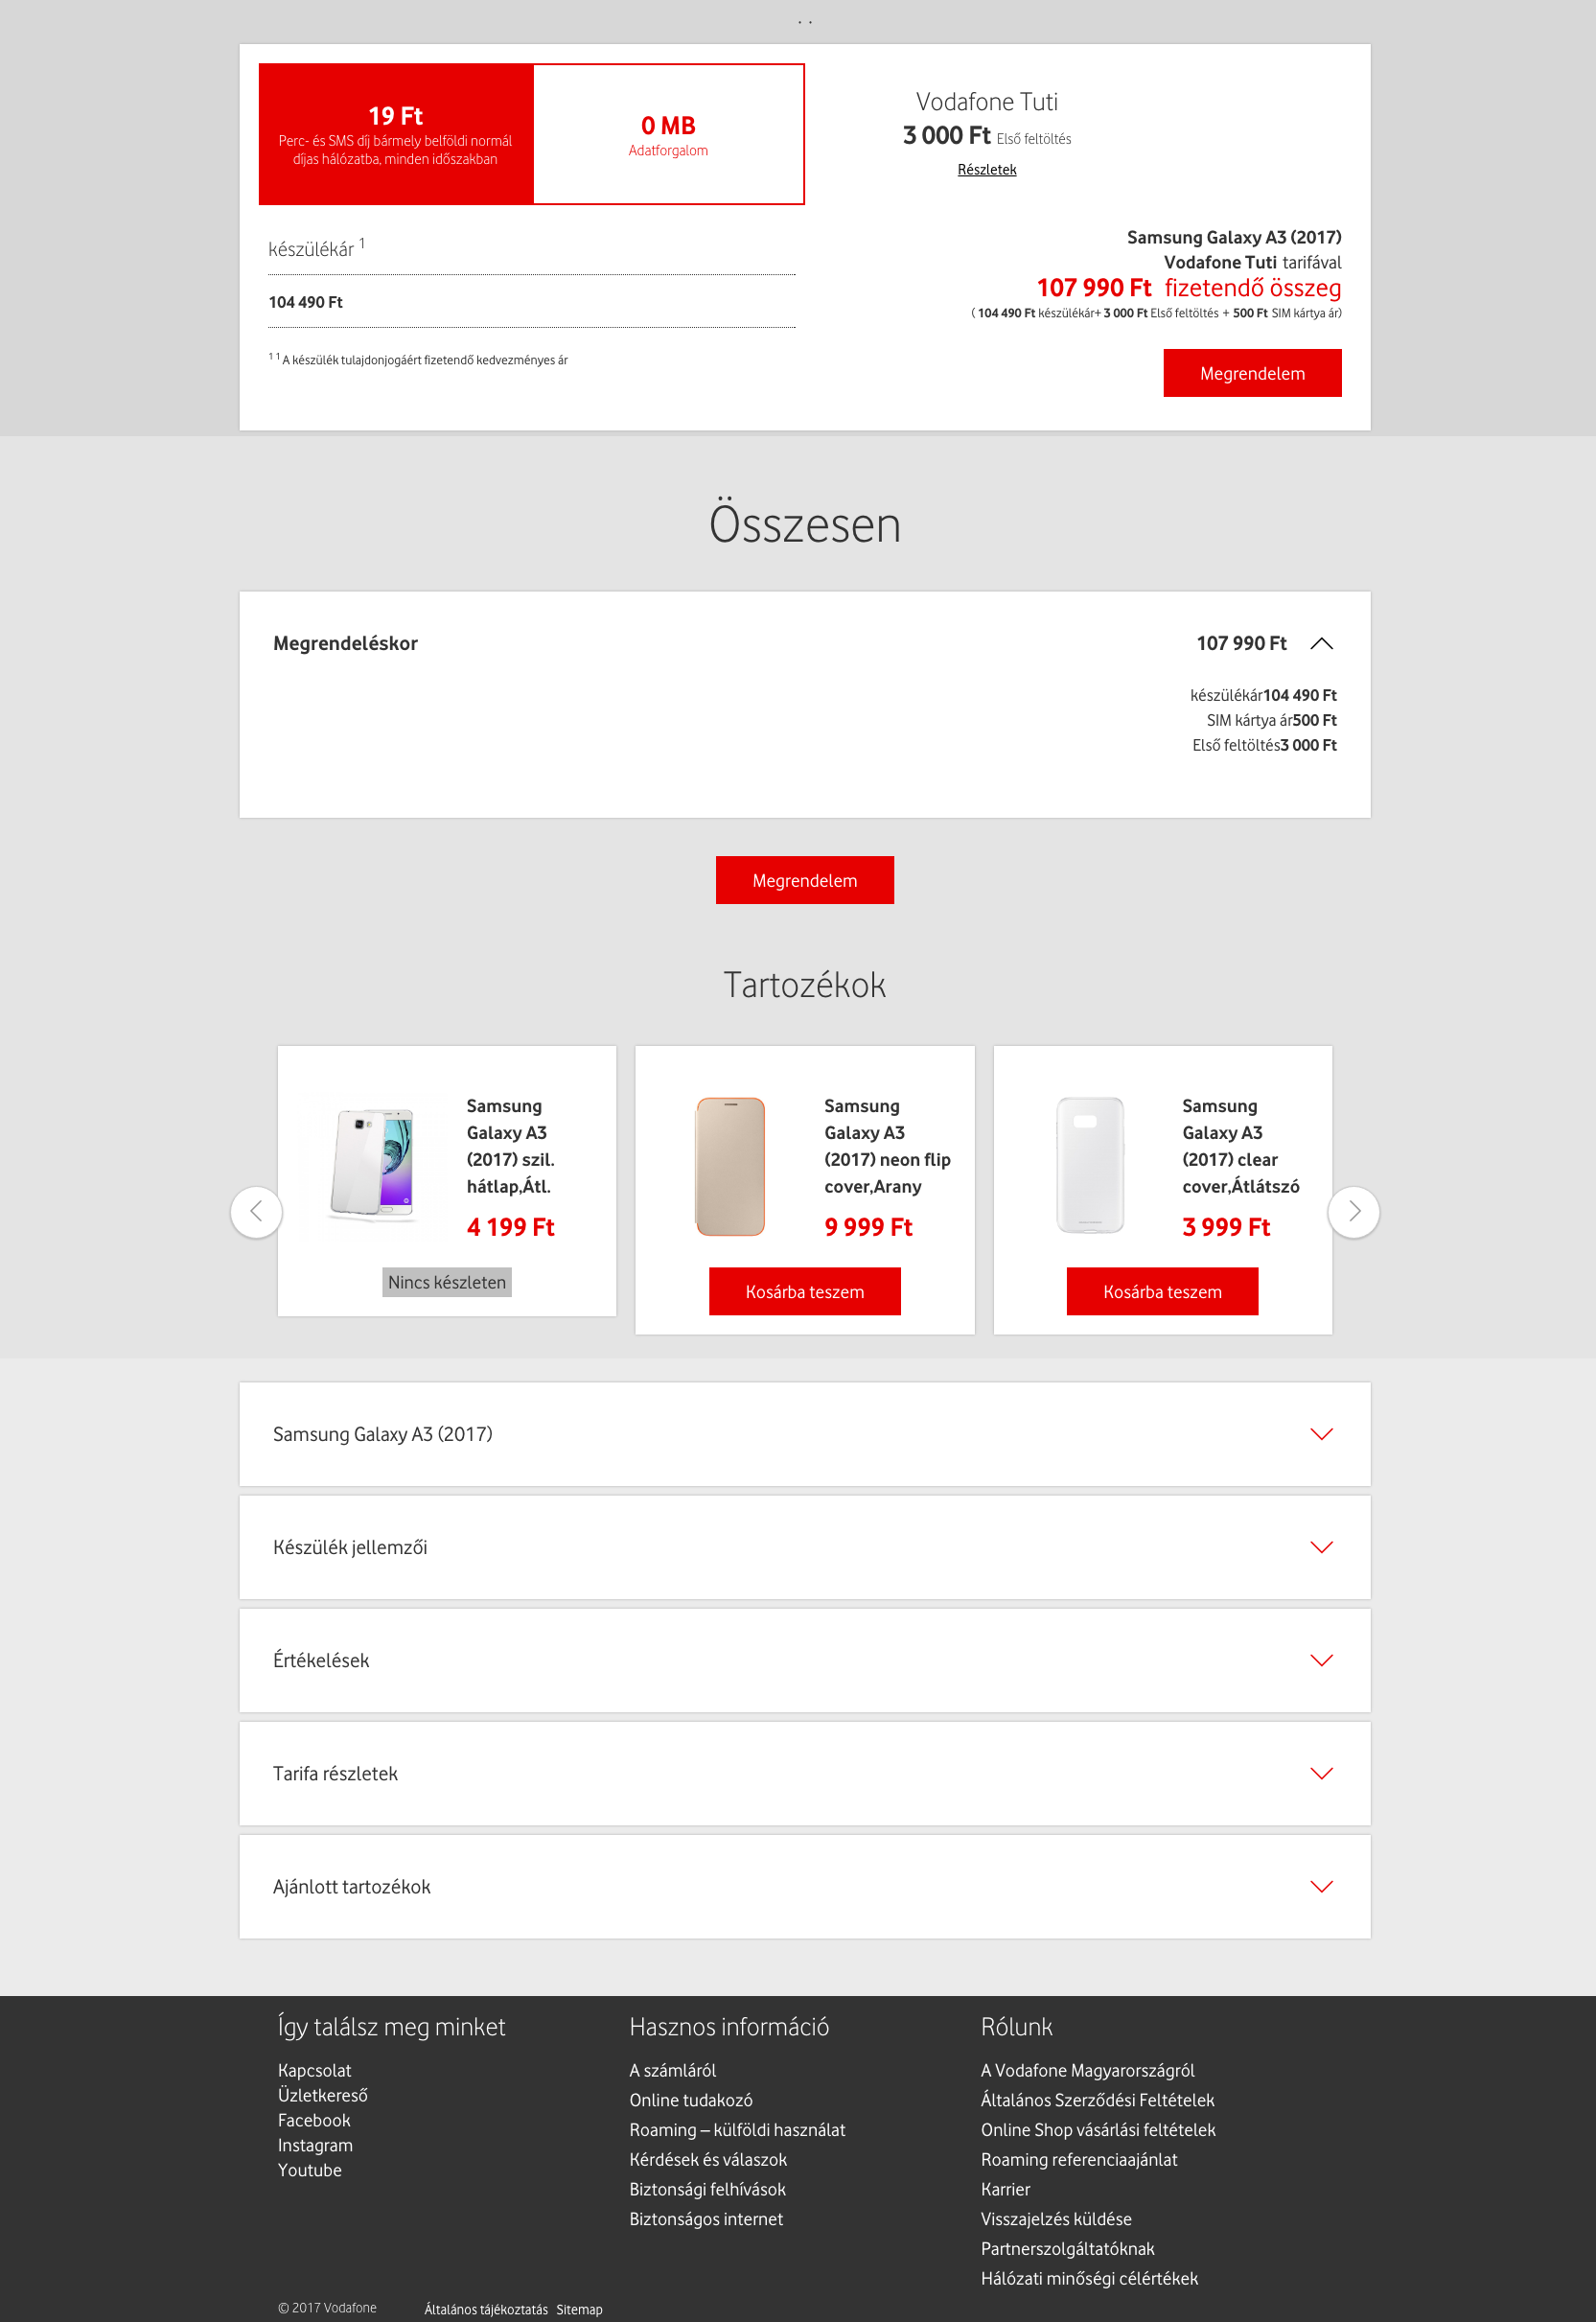 19 Ft
Perc- és SMS díj bármely belföldi normál
díjas hálózatba, minden időszakban
0 MB
Adatforgalom
Vodafone Tuti
3 000 Ft Első feltöltés
Részletek
készülékár 1
104 490 Ft
1 1 A készülék tulajdonjogáért fizetendő kedvezményes ár
Samsung Galaxy A3 (2017)
Vodafone Tuti tarifával
107 990 Ft fizetendő összeg
( 104 490 Ft készülékár+ 3 000 Ft Első feltöltés + 500 Ft SIM kártya ár)
Megrendelem
Összesen
Megrendeléskor
107 990 Ft
készülékár104 490 Ft
SIM kártya ár500 Ft
Első feltöltés3 000 Ft
Megrendelem
Tartozékok
Samsung
Galaxy A3
(2017) szil.
hátlap,Átl.
4 199 Ft
Nincs készleten
Samsung
Galaxy A3
(2017) neon flip
cover,Arany
9 999 Ft
Kosárba teszem
Samsung
Galaxy A3
(2017) clear
cover,Átlátszó
3 999 Ft
Kosárba teszem
Samsung Galaxy A3 (2017)
Készülék jellemzői
Értékelések
Tarifa részletek
Ajánlott tartozékok
Így találsz meg minket
Kapcsolat
Üzletkereső
Facebook
Instagram
Youtube
Hasznos információ
A számláról
Online tudakozó
Roaming – külföldi használat
Kérdések és válaszok
Biztonsági felhívások
Biztonságos internet
Rólunk
A Vodafone Magyarországról
Általános Szerződési Feltételek
Online Shop vásárlási feltételek
Roaming referenciaajánlat
Karrier
Visszajelzés küldése
Partnerszolgáltatóknak
Hálózati minőségi célértékek
© 2017 Vodafone
Általános tájékoztatás Sitemap